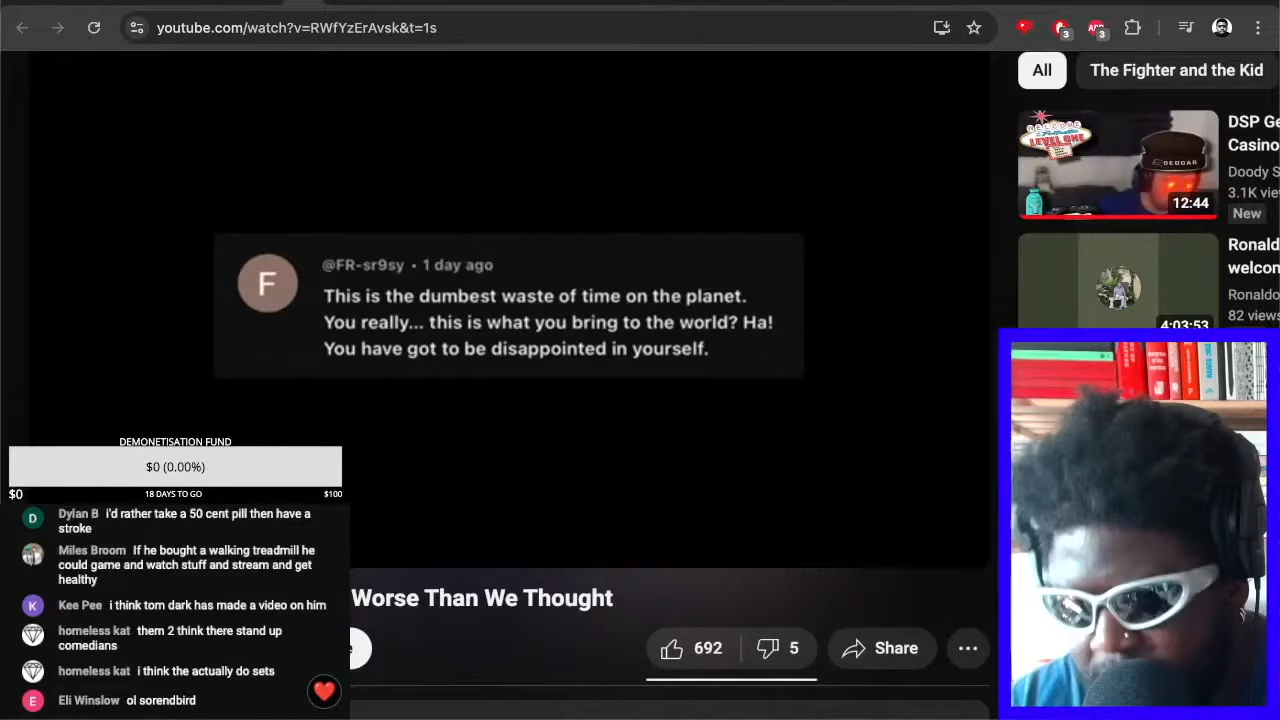 youtube.com/watch?v=RWfYzErAvsk&t=1s
3
3
All
The Fighter and the Kid
WELCOME
LEVEL ONE
BEGGAR
12:44
DSP Ge
Casino
Doody S
3.1K vie
New
4:03:53
Ronald
welcom
Ronaldo
82 views
F
@FR-sr9sy • 1 day ago
This is the dumbest waste of time on the planet.
You really... this is what you bring to the world? Ha!
You have got to be disappointed in yourself.
DEMONETISATION FUND
$0 (0.00%)
$0
18 DAYS TO GO
$100
D
Dylan B i'd rather take a 50 cent pill then have a
stroke
Miles Broom If he bought a walking treadmill he
could game and watch stuff and stream and get
healthy
K
Kee Pee i think tom dark has made a video on him
homeless kat them 2 think there stand up
comedians
homeless kat i think the actually do sets
E
Eli Winslow ol sorendbird
Worse Than We Thought
692
5
Share